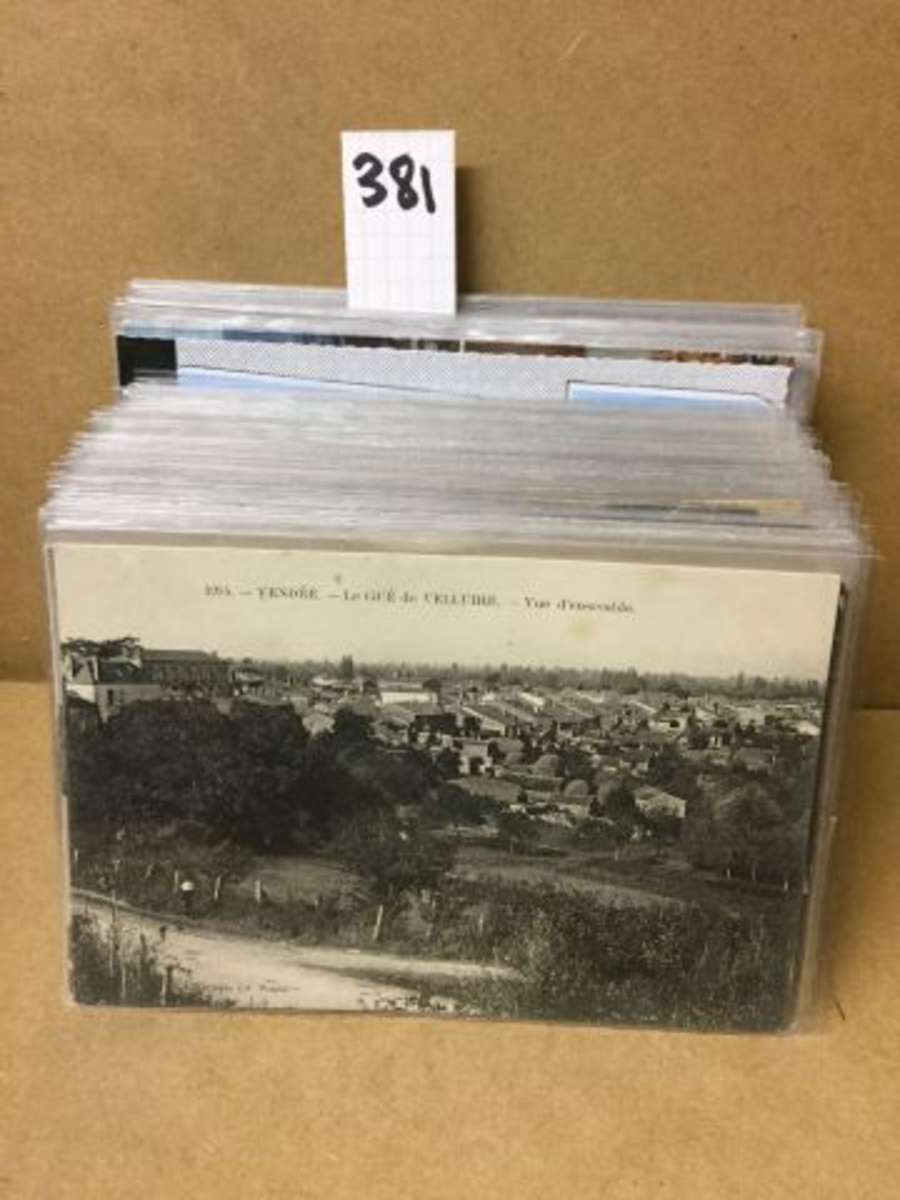 381
VENDÉE. — Le GUÉ de VELLUIRE. — Vue d'ensemble.